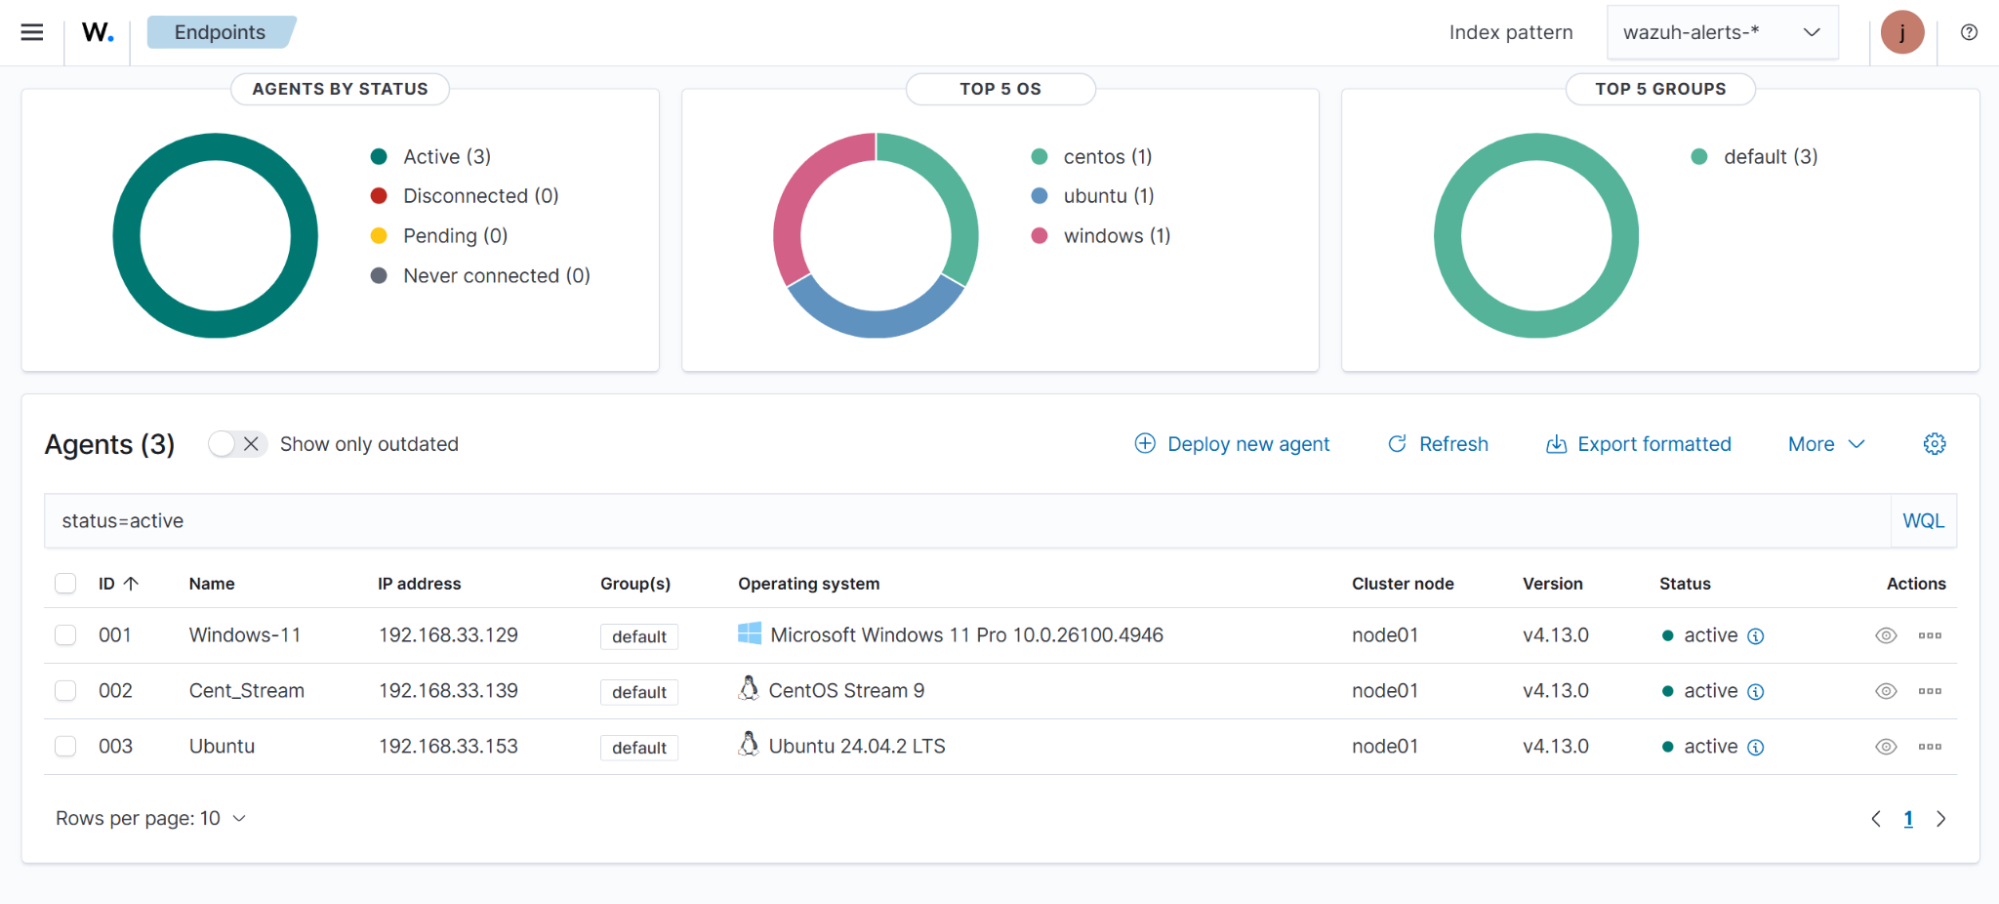 W. Endpoints Index pattern wazuh-alerts-* j
AGENTS BY STATUS
Active (3)
Disconnected (0)
Pending (0)
Never connected (0)
TOP 5 OS
centos (1)
ubuntu (1)
windows (1)
TOP 5 GROUPS
default (3)
Agents (3) Show only outdated Deploy new agent Refresh Export formatted More
status=active WQL
ID Name IP address Group(s) Operating system Cluster node Version Status Actions
001 Windows-11 192.168.33.129 default Microsoft Windows 11 Pro 10.0.26100.4946 node01 v4.13.0 active
002 Cent_Stream 192.168.33.139 default CentOS Stream 9 node01 v4.13.0 active
003 Ubuntu 192.168.33.153 default Ubuntu 24.04.2 LTS node01 v4.13.0 active
Rows per page: 10 1